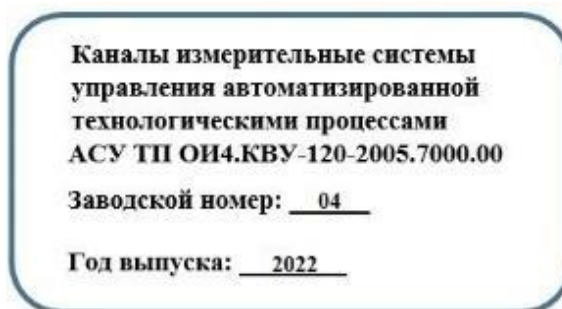 Каналы измерительные системы
управления автоматизированной
технологическими процессами
АСУ ТП ОИ4.КВУ-120-2005.7000.00
Заводской номер: 04
Год выпуска: 2022